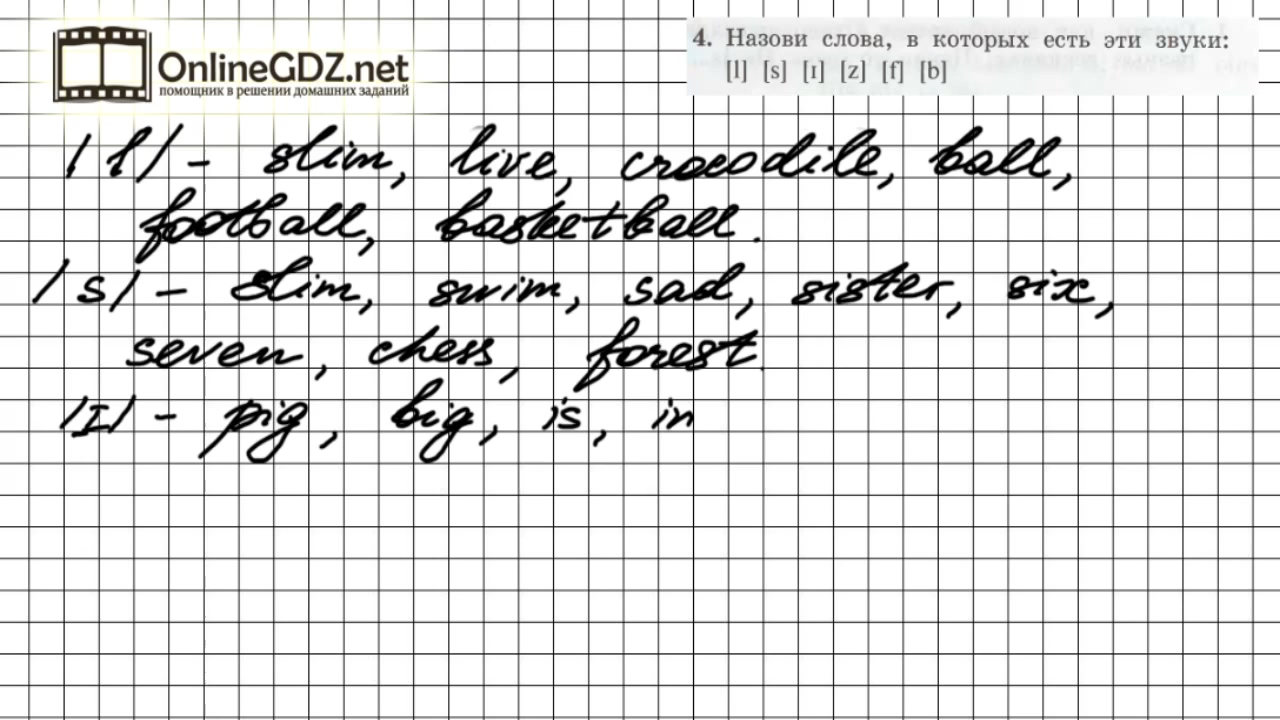 OnlineGDZ.net
помощник в решении домашних заданий
4. Назови слова, в которых есть эти звуки:
[l] [s] [ɪ] [z] [f] [b]
/l/ - slim, live, crocodile, ball,
football, basketball.
/s/ - slim, swim, sad, sister, six,
seven, chess, forest.
/I/ - pig, big, is, in